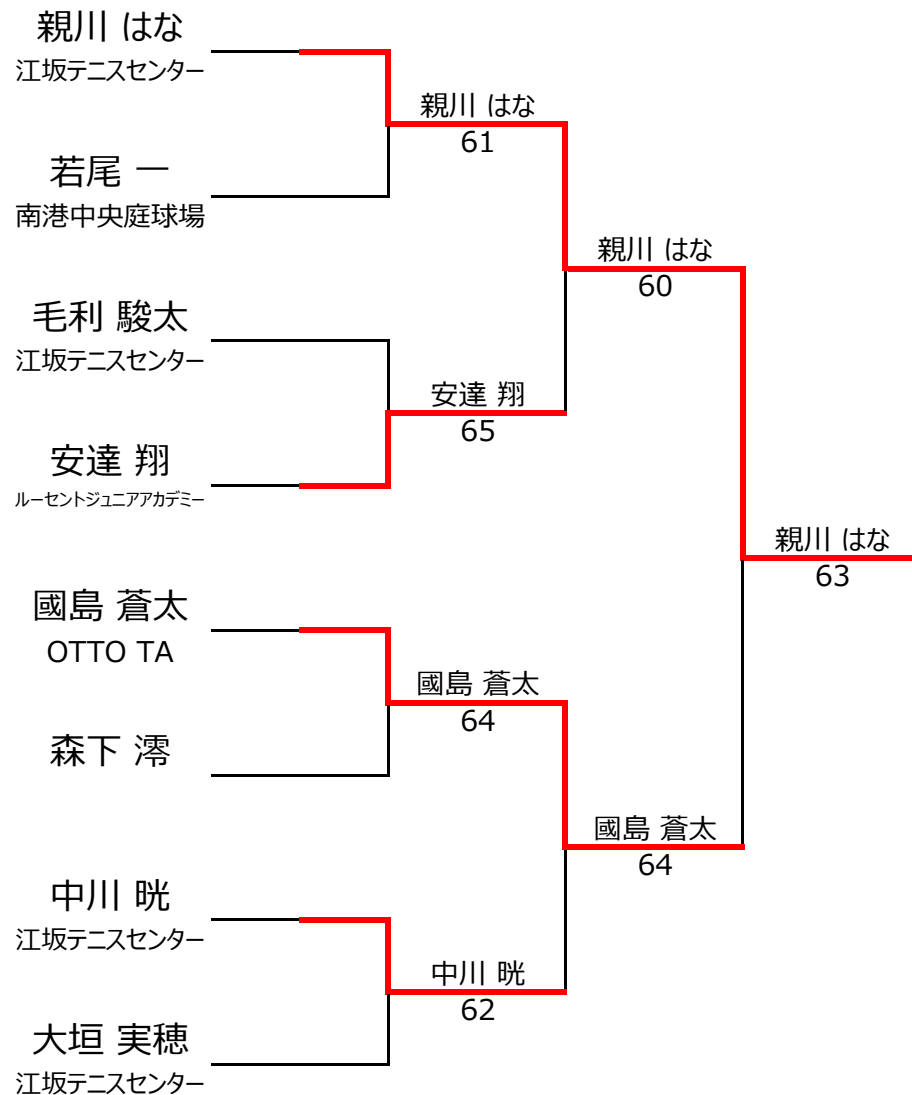 親川 はな
江坂テニスセンター
若尾 一
南港中央庭球場
毛利 駿太
江坂テニスセンター
安達 翔
ルーセントジュニアアカデミー
國島 蒼太
OTTO TA
森下 澪
中川 晄
江坂テニスセンター
大垣 実穂
江坂テニスセンター
親川 はな
61
安達 翔
65
國島 蒼太
64
中川 晄
62
親川 はな
60
國島 蒼太
64
親川 はな
63